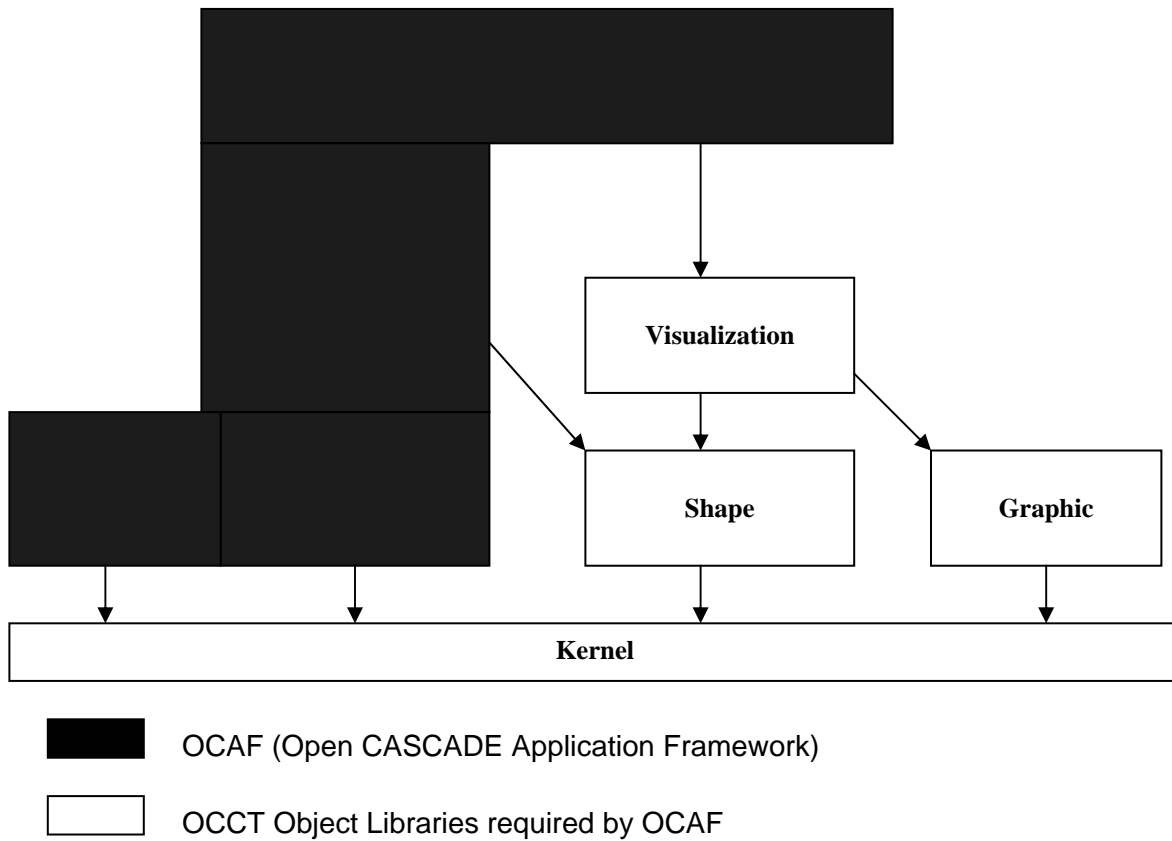 Visualization
Shape
Graphic
Kernel
OCAF (Open CASCADE Application Framework)
OCCT Object Libraries required by OCAF